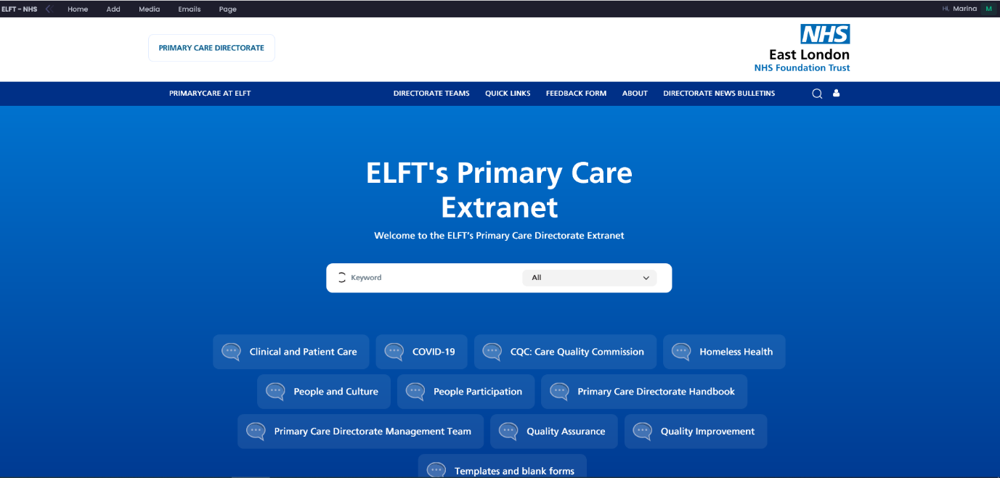 ELFT - NHS Home Add Media Emails Page Hi, Marina M
PRIMARY CARE DIRECTORATE
NHS
East London
NHS Foundation Trust
PRIMARYCARE AT ELFT DIRECTORATE TEAMS QUICK LINKS FEEDBACK FORM ABOUT DIRECTORATE NEWS BULLETINS
ELFT's Primary Care
Extranet
Welcome to the ELFT's Primary Care Directorate Extranet
Keyword All
Clinical and Patient Care COVID-19 CQC: Care Quality Commission Homeless Health
People and Culture People Participation Primary Care Directorate Handbook
Primary Care Directorate Management Team Quality Assurance Quality Improvement
Templates and blank forms